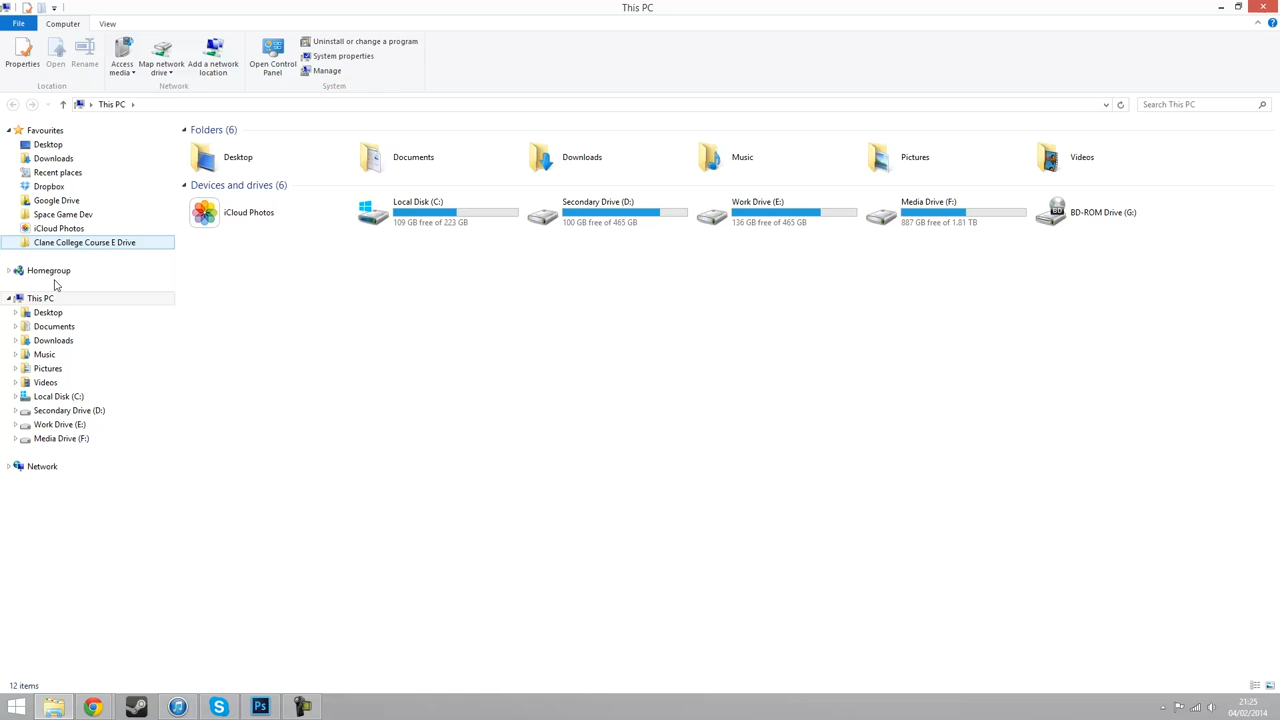 This PC
File
Computer
View
Properties
Open
Rename
Access media
Map network drive
Add a network location
Open Control Panel
Uninstall or change a program
System properties
Manage
Location
Network
System
This PC
Search This PC
Favourites
Desktop
Downloads
Recent places
Dropbox
Google Drive
Space Game Dev
iCloud Photos
Clane College Course E Drive
Homegroup
This PC
Desktop
Documents
Downloads
Music
Pictures
Videos
Local Disk (C:)
Secondary Drive (D:)
Work Drive (E:)
Media Drive (F:)
Network
Folders (6)
Desktop
Documents
Downloads
Music
Pictures
Videos
Devices and drives (6)
iCloud Photos
Local Disk (C:)
109 GB free of 223 GB
Secondary Drive (D:)
100 GB free of 465 GB
Work Drive (E:)
136 GB free of 465 GB
Media Drive (F:)
887 GB free of 1.81 TB
BD
BD-ROM Drive (G:)
12 items
Ps
21:25
04/02/2014